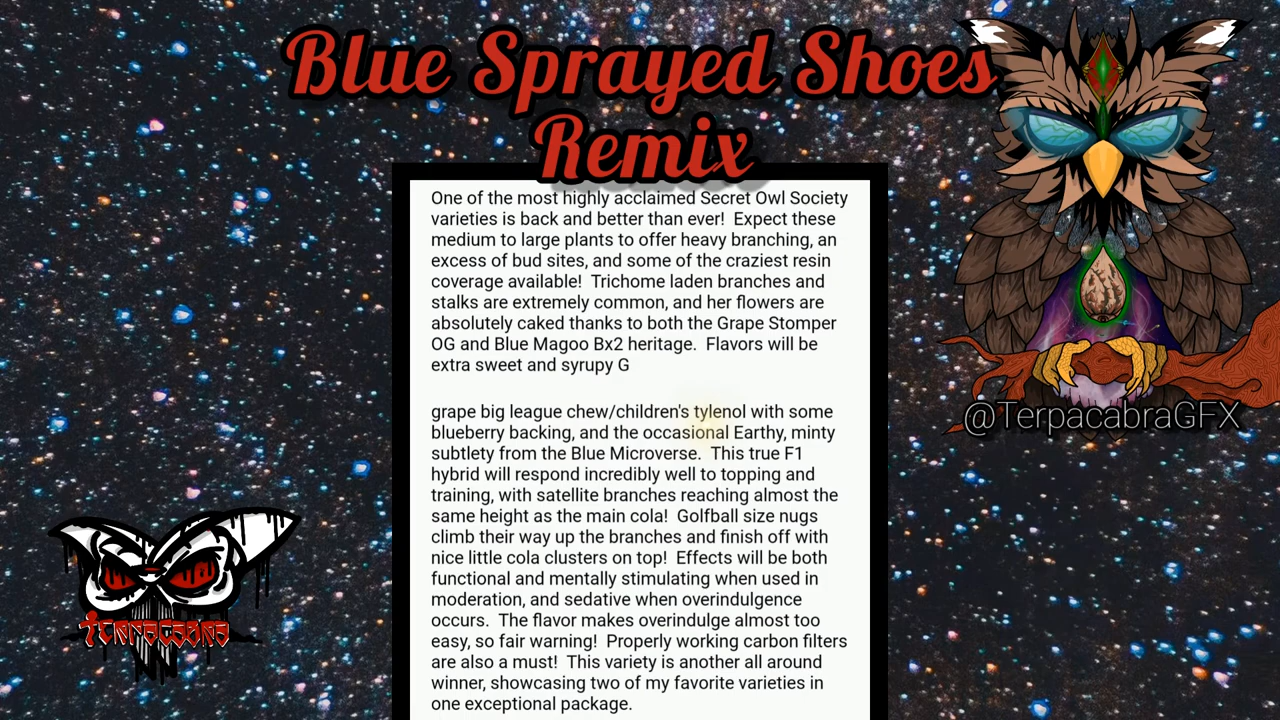 Blue Sprayed Shoes
Remix
One of the most highly acclaimed Secret Owl Society
varieties is back and better than ever!  Expect these
medium to large plants to offer heavy branching, an
excess of bud sites, and some of the craziest resin
coverage available!  Trichome laden branches and
stalks are extremely common, and her flowers are
absolutely caked thanks to both the Grape Stomper
OG and Blue Magoo Bx2 heritage.  Flavors will be
extra sweet and syrupy G
grape big league chew/children's tylenol with some
blueberry backing, and the occasional Earthy, minty
subtlety from the Blue Microverse.  This true F1
hybrid will respond incredibly well to topping and
training, with satellite branches reaching almost the
same height as the main cola!  Golfball size nugs
climb their way up the branches and finish off with
nice little cola clusters on top!  Effects will be both
functional and mentally stimulating when used in
moderation, and sedative when overindulgence
occurs.  The flavor makes overindulge almost too
easy, so fair warning!  Properly working carbon filters
are also a must!  This variety is another all around
winner, showcasing two of my favorite varieties in
one exceptional package.
@TerpacabraGFX
Terpacabra